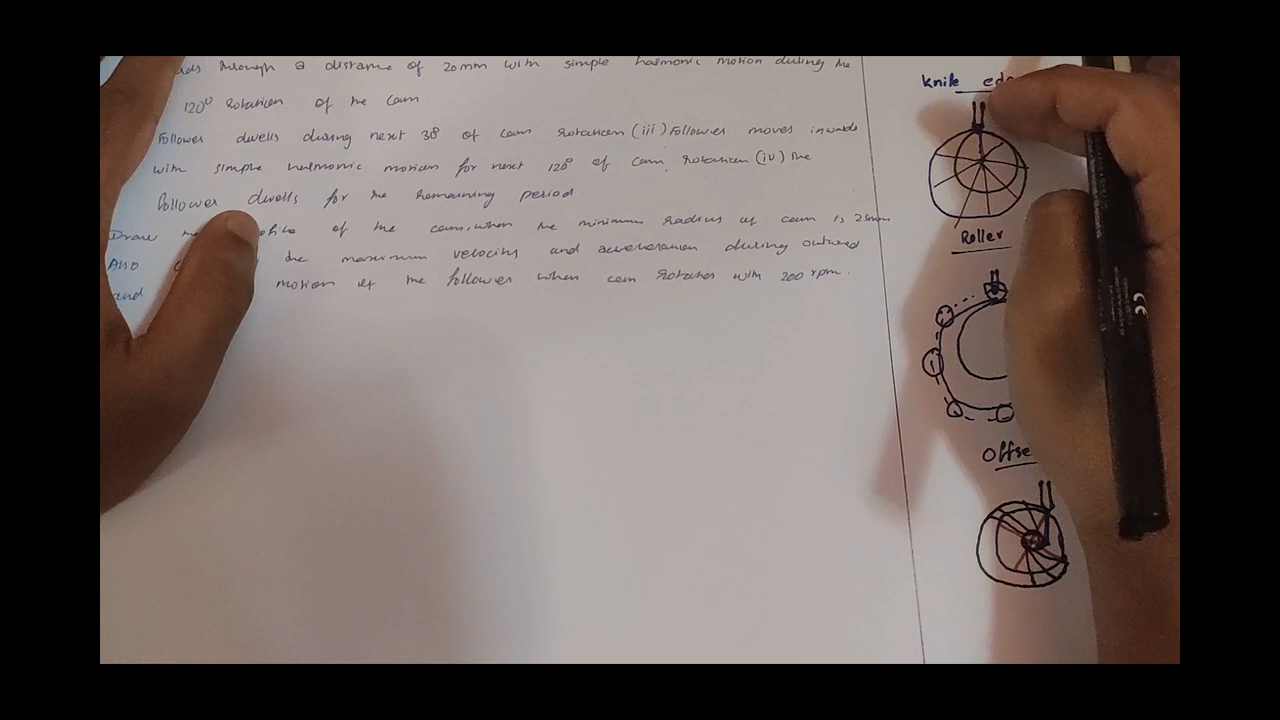 through a distance of 20mm with simple harmonic motion during the
120° Rotation of the cam
Follower dwells during next 30° of cam rotation (iii) Follower moves inwards
with simple harmonic motion for next 120° of cam rotation (iv) the
follower dwells for the remaining period.
Draw of the cam, when the minimum radius of cam is 25mm
Also the maximum velocity and acceleration during outward
and motion of the follower when cam rotates with 200 rpm.
knife
Roller
Offse
CE